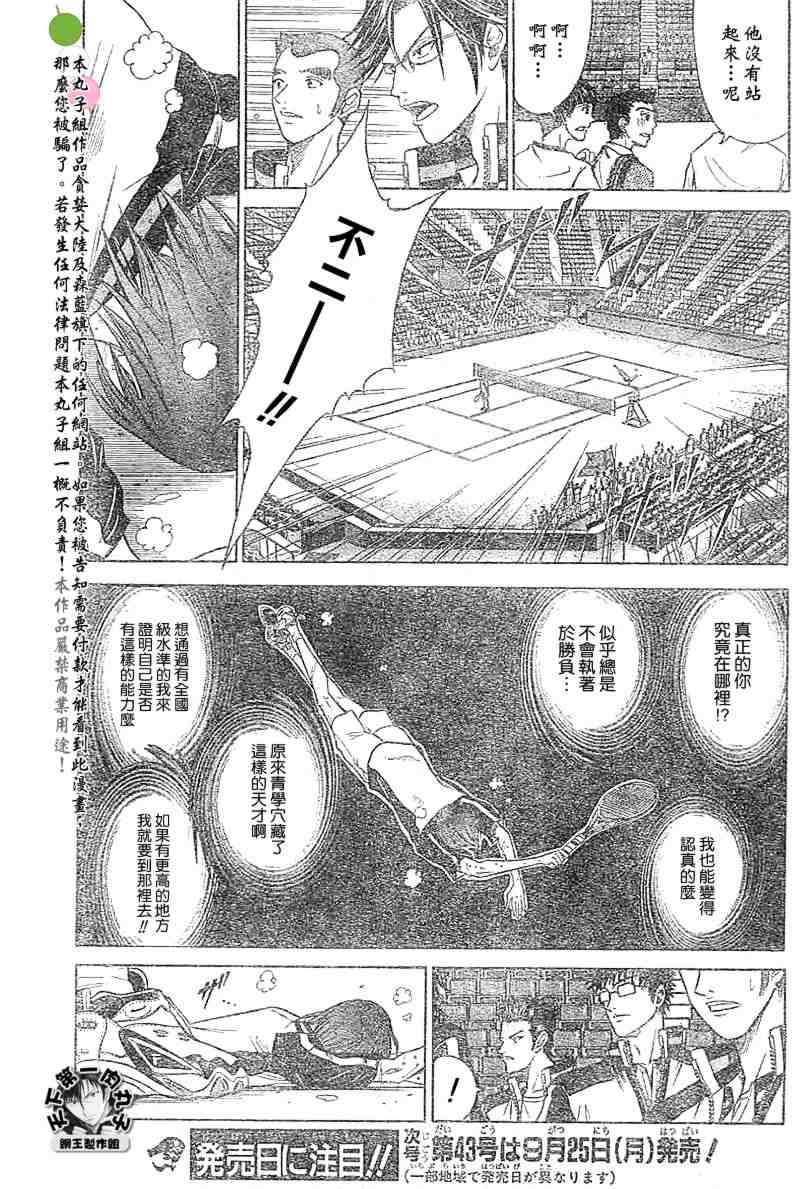 他沒有站
起來…呢
啊…
啊啊…
不二——!!
真正的你
究竟在哪裡!?
似乎總是
不會執著
於勝負…
想通過有全國
級水準的我來
證明自己是否
有這樣的能力麼
原來青學穴藏了
這樣的天才啊
我也能變得
認真的麼
如果有更高的地方
我就要到那裡去!!
!
本丸子組作品貪婪大陸及森藍旗下的任何網站。如果您被告知需要付款才能看到此漫畫，
那麼您被騙了。若發生任何法律問題本丸子組一概不負責！本作品嚴禁商業用途！
天下第一肉丸子
網王製作組
発売日に注目!!
次号第43号は9月25日(月)発売！
(一部地域で発売日が異なります)